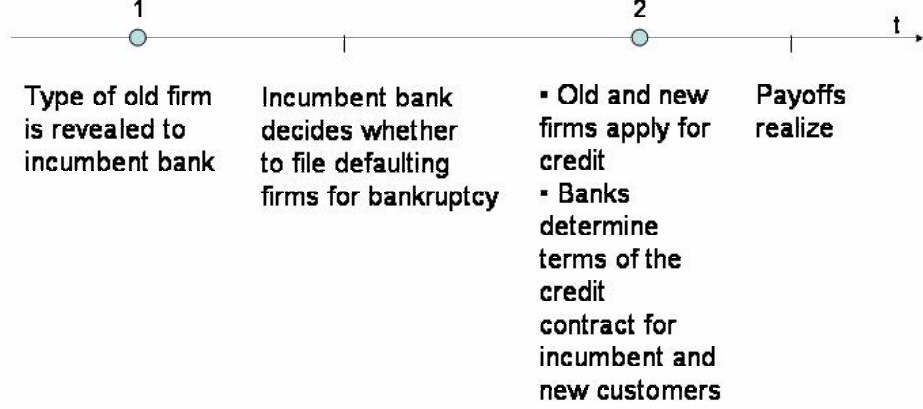 1
2
t
Type of old firm
is revealed to
incumbent bank
Incumbent bank
decides whether
to file defaulting
firms for bankruptcy
▪ Old and new
firms apply for
credit
▪ Banks
determine
terms of the
credit
contract for
incumbent and
new customers
Payoffs
realize